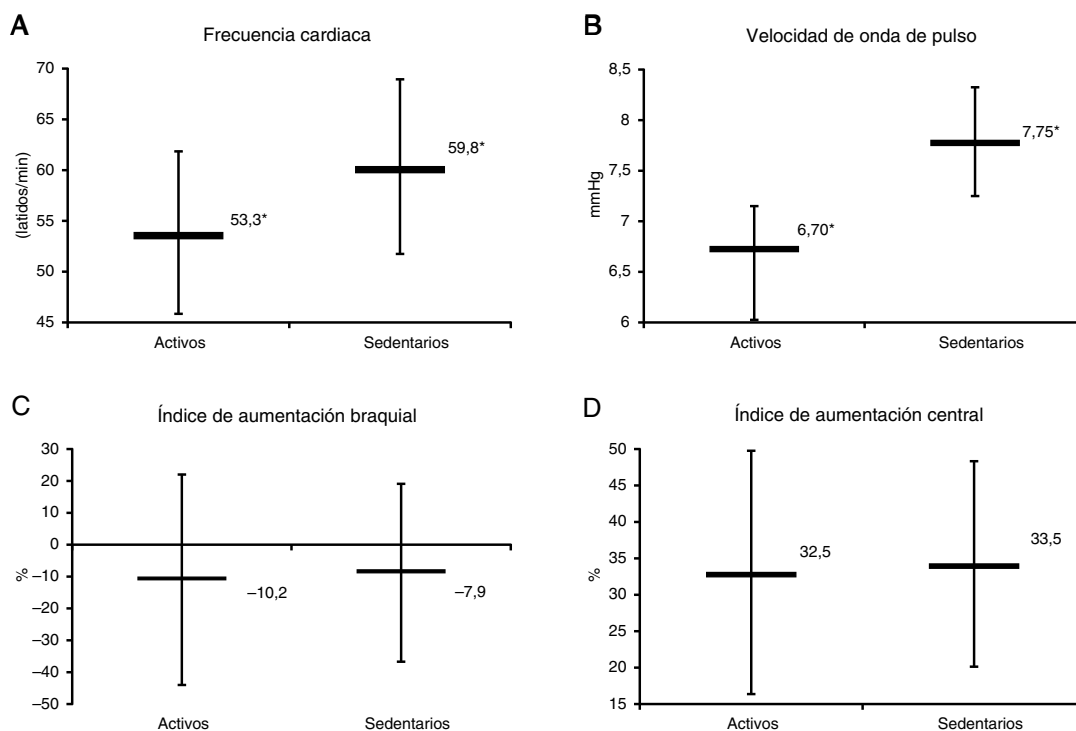 A
Frecuencia cardiaca
70
65
60
55
50
45
(latidos/min)
53,3*
59,8*
Activos
Sedentarios
B
Velocidad de onda de pulso
8,5
8
7,5
7
6,5
6
mmHg
6,70*
7,75*
Activos
Sedentarios
C
Índice de aumentación braquial
30
20
10
0
–10
–20
–30
–40
–50
%
–10,2
–7,9
Activos
Sedentarios
D
Índice de aumentación central
50
45
40
35
30
25
20
15
%
32,5
33,5
Activos
Sedentarios